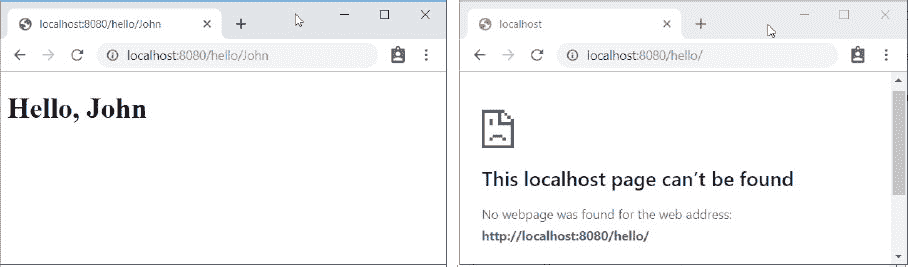 localhost:8080/hello/John
localhost:8080/hello/John
Hello, John
localhost
localhost:8080/hello/
This localhost page can't be found
No webpage was found for the web address:
http://localhost:8080/hello/